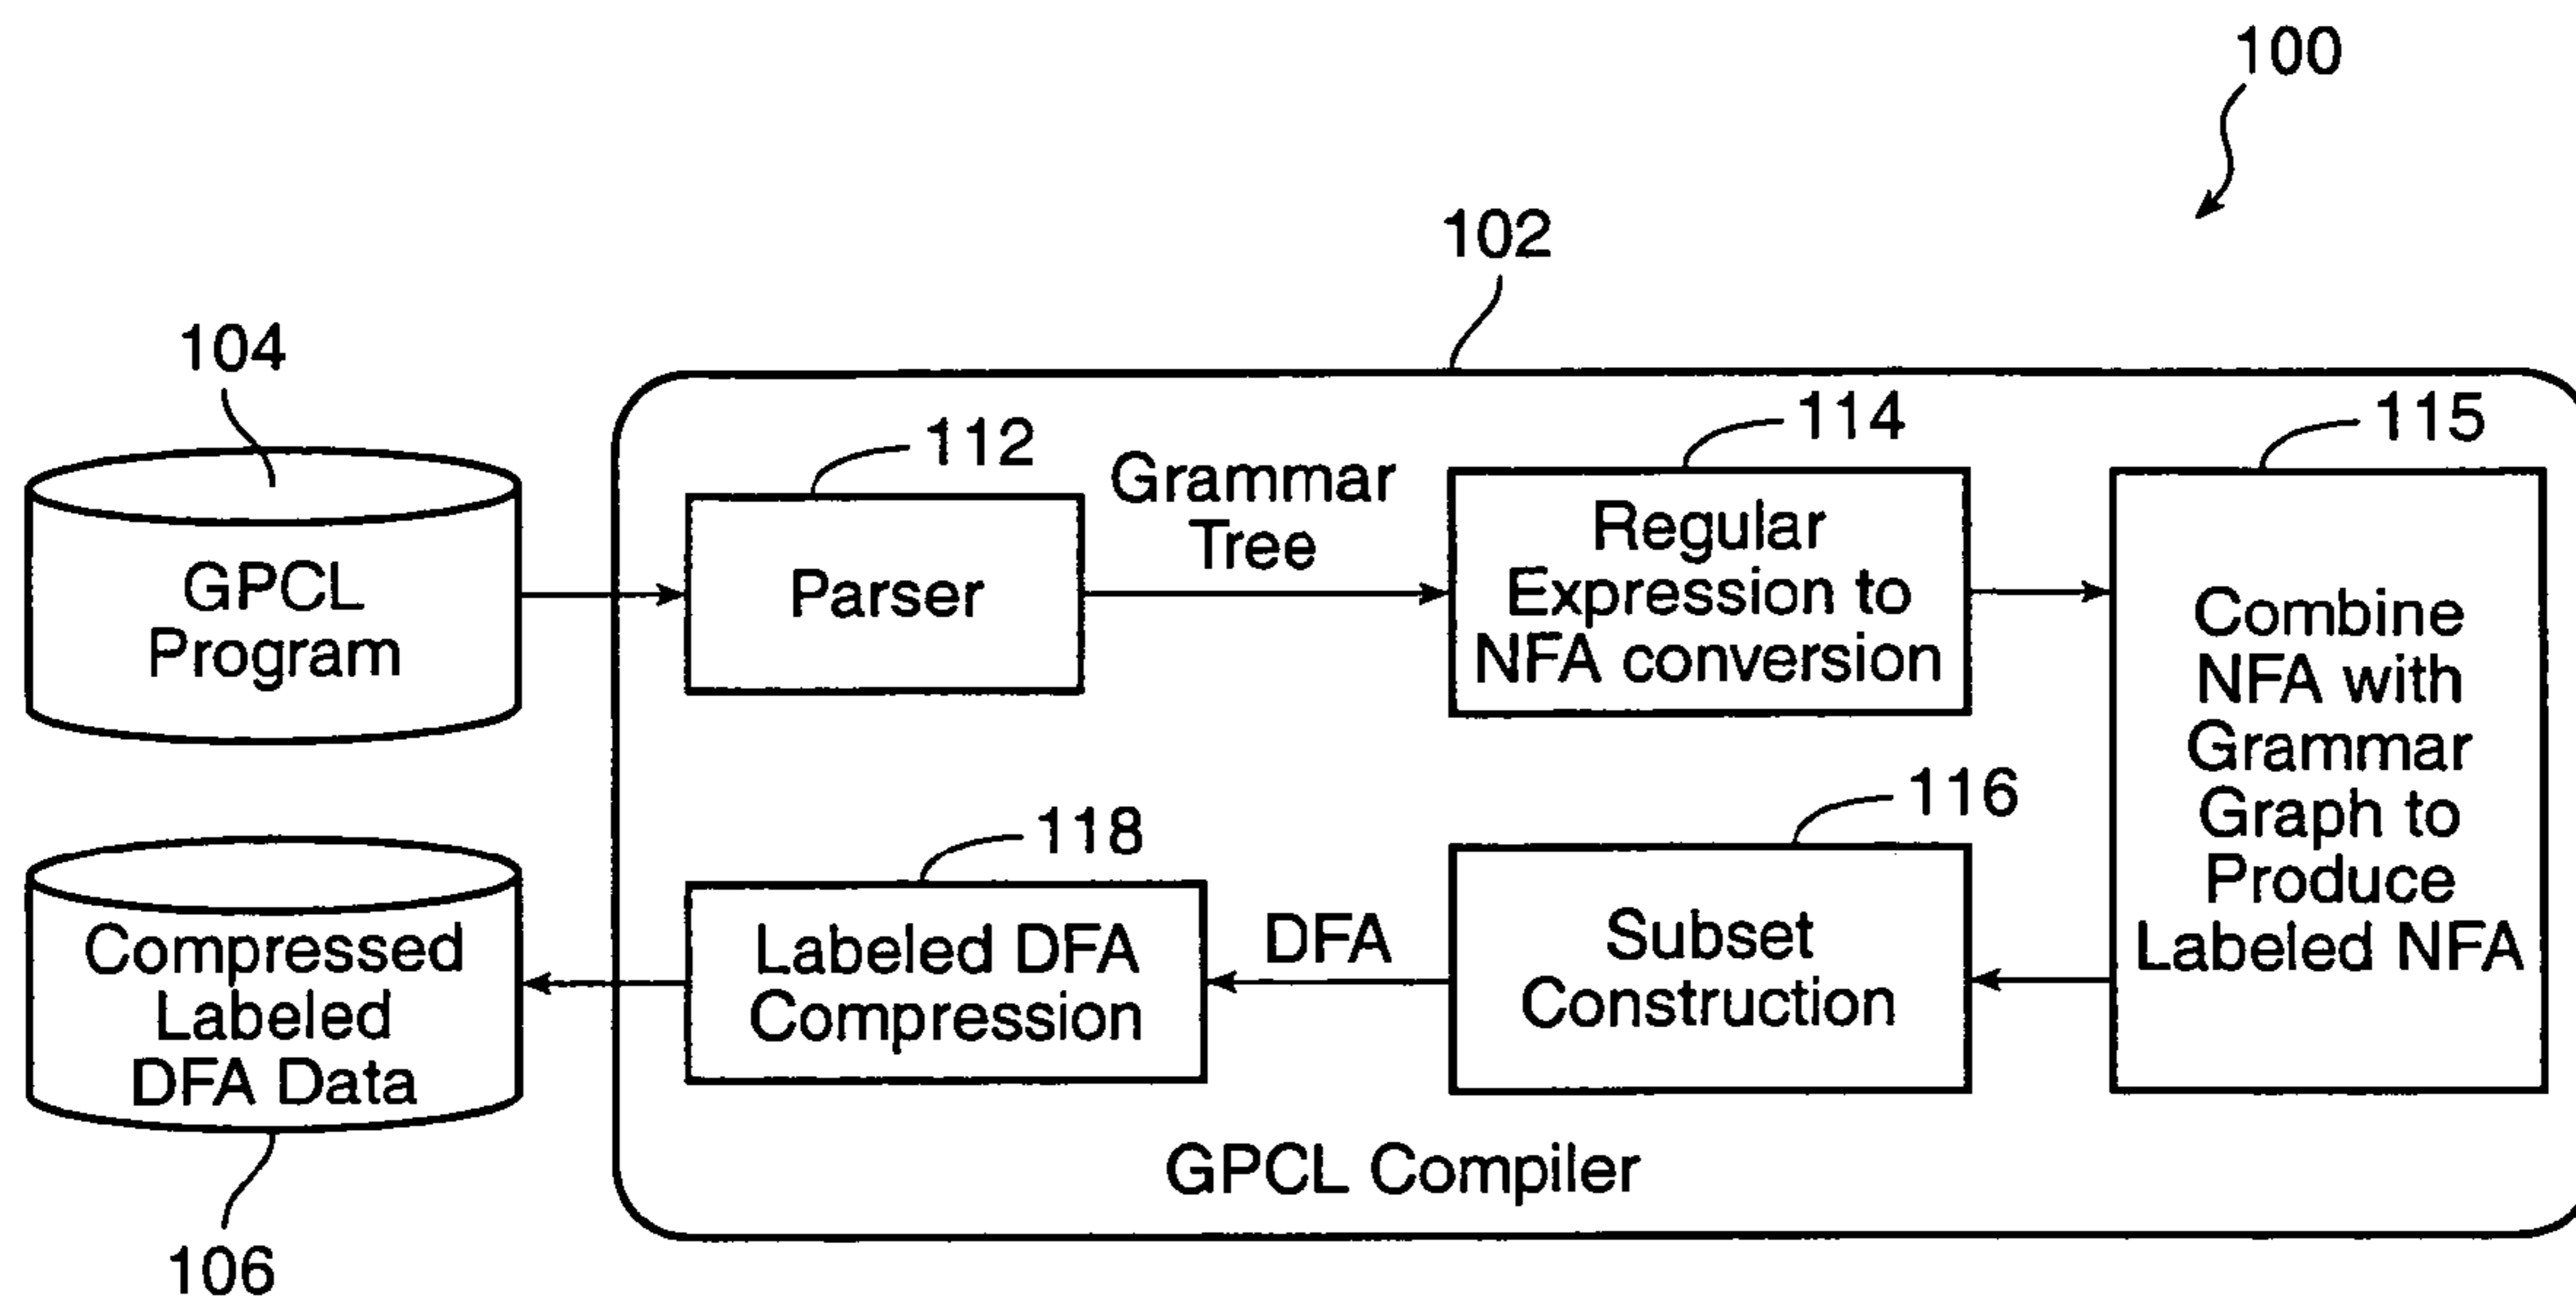 100
102
104
GPCL
Program
112
Parser
Grammar
Tree
114
Regular
Expression to
NFA conversion
115
Combine
NFA with
Grammar
Graph to
Produce
Labeled NFA
116
Subset
Construction
DFA
118
Labeled DFA
Compression
Compressed
Labeled
DFA Data
106
GPCL Compiler